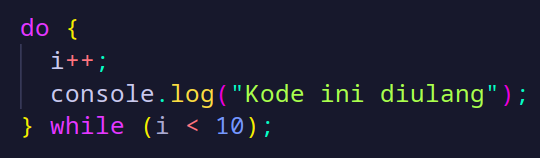 do {
  i++;
  console.log("Kode ini diulang");
} while (i < 10);